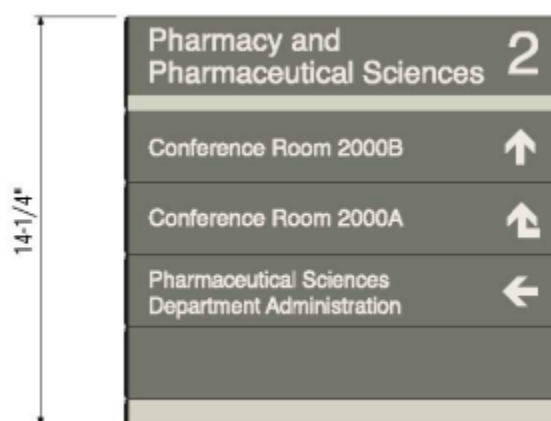 Pharmacy and
Pharmaceutical Sciences 2
Conference Room 2000B
Conference Room 2000A
Pharmaceutical Sciences
Department Administration
14-1/4"